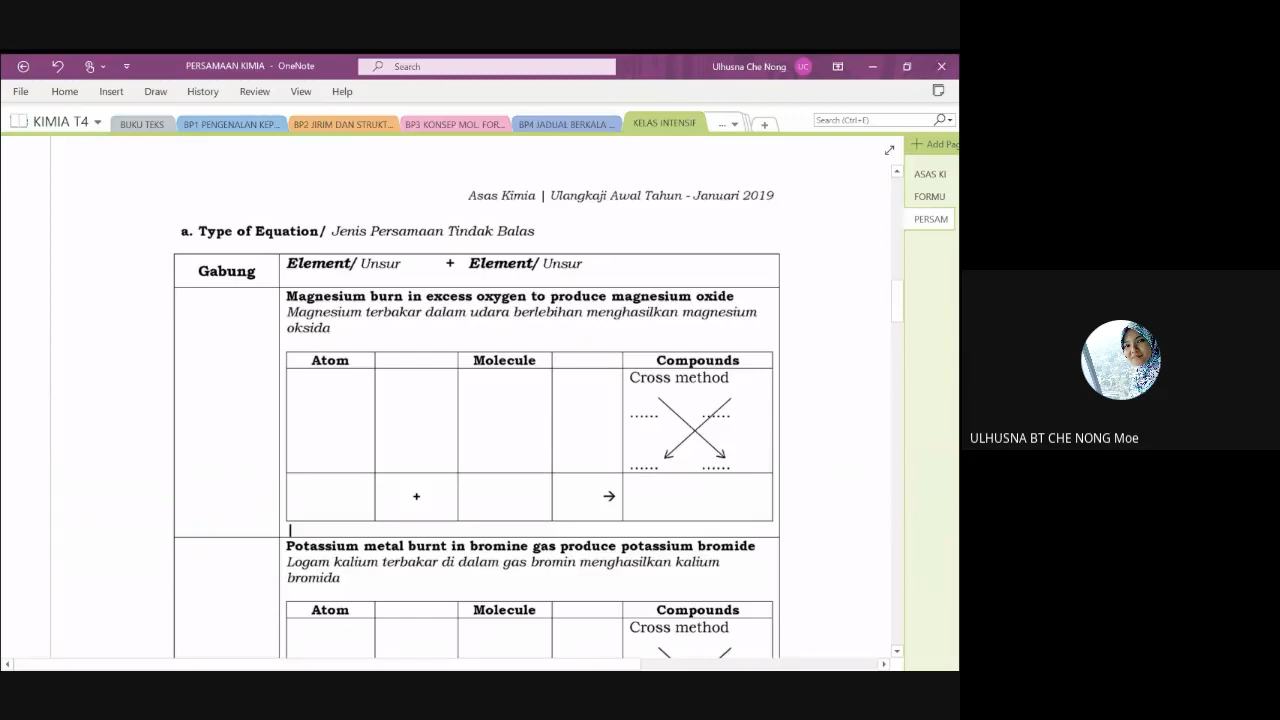 PERSAMAAN KIMIA - OneNote
Search
Ulhusna Che Nong
UC
File
Home
Insert
Draw
History
Review
View
Help
KIMIA T4
BUKU TEKS
BP1 PENGENALAN KEP...
BP2 JIRIM DAN STRUKT...
BP3 KONSEP MOL. FOR...
BP4 JADUAL BERKALA ...
KELAS INTENSIF
...
Search (Ctrl+E)
Add Pag
ASAS KI
FORMU
PERSAM
Asas Kimia | Ulangkaji Awal Tahun - Januari 2019
a. Type of Equation/ Jenis Persamaan Tindak Balas
Gabung
Element/ Unsur + Element/ Unsur
Magnesium burn in excess oxygen to produce magnesium oxide
Magnesium terbakar dalam udara berlebihan menghasilkan magnesium
oksida
Atom Molecule Compounds
Cross method
...... ......
...... ......
+ →
Potassium metal burnt in bromine gas produce potassium bromide
Logam kalium terbakar di dalam gas bromin menghasilkan kalium
bromida
Atom Molecule Compounds
Cross method
ULHUSNA BT CHE NONG Moe